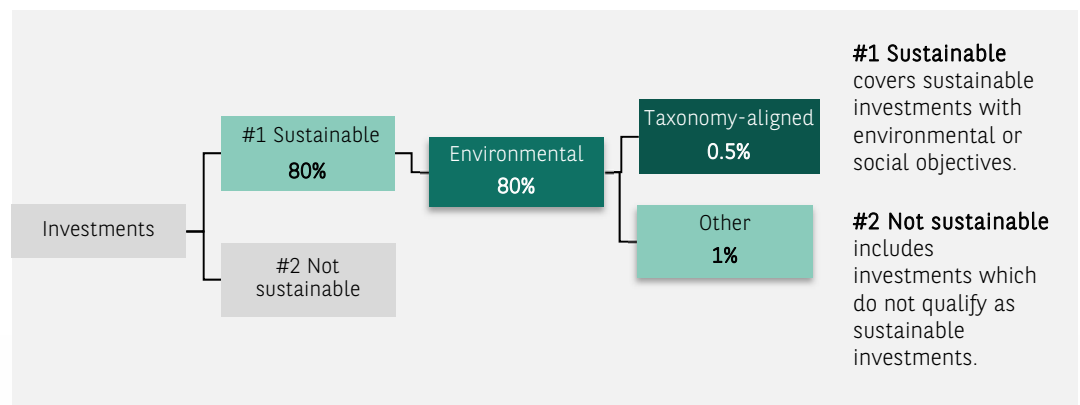 Investments
#1 Sustainable
80%
#2 Not
sustainable
Environmental
80%
Taxonomy-aligned
0.5%
Other
1%
#1 Sustainable
covers sustainable
investments with
environmental or
social objectives.
#2 Not sustainable
includes
investments which
do not qualify as
sustainable
investments.